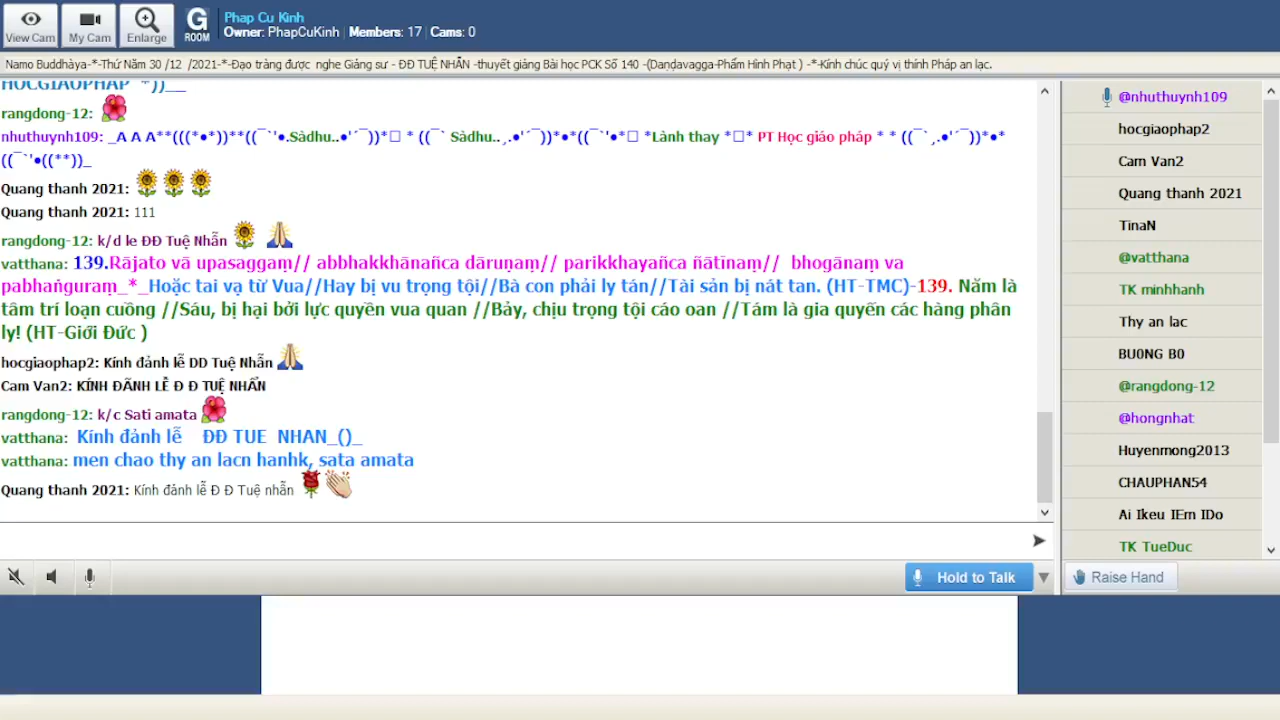 Phap Cu Kinh
Owner: PhapCuKinh | Members: 17 | Cams: 0
View Cam
My Cam
Enlarge
G
ROOM
Namo Buddhàya-*-Thứ Năm 30 /12 /2021-*-Đạo tràng được nghe Giảng sư - ĐĐ TUỆ NHẪN -thuyết giảng Bài học PCK Số 140 -(Daṇḍavagga-Phẩm Hình Phạt ) -*-Kính chúc quý vị thính Pháp an lạc.
HOCGIAOPHAP *))__
rangdong-12:
nhuthuynh109: _A A A**(((*•*))**((¯`'•.Sàdhu..•'´¯))*□ * ((¯` Sàdhu..¸.•'´¯))*•*((¯`'•*□ *Lành thay *□* PT Học giáo pháp * * ((¯`¸.•'´¯))*•*
((¯`'•((**))_
Quang thanh 2021:
Quang thanh 2021: 111
rangdong-12: k/d le ĐĐ Tuệ Nhẫn
vatthana: 139.Rājato vā upasaggaṃ// abbhakkhānañca dāruṇaṃ// parikkhayañca ñātīnaṃ// bhogānaṃ va
pabhaṅguraṃ_*_Hoặc tai vạ từ Vua//Hay bị vu trọng tội//Bà con phải ly tán//Tài sản bị nát tan. (HT-TMC)-139. Năm là
tâm trí loạn cuồng //Sáu, bị hại bởi lực quyền vua quan //Bảy, chịu trọng tội cáo oan //Tám là gia quyến các hàng phân
ly! (HT-Giới Đức )
hocgiaophap2: Kính đảnh lễ DD Tuệ Nhẫn
Cam Van2: KÍNH ĐÃNH LỄ Đ Đ TUỆ NHẨN
rangdong-12: k/c Sati amata
vatthana: Kính đảnh lễ ĐĐ TUE NHAN_()_
vatthana: men chao thy an lacn hanhk, sata amata
Quang thanh 2021: Kính đảnh lễ Đ Đ Tuệ nhẫn
Hold to Talk
@nhuthuynh109
hocgiaophap2
Cam Van2
Quang thanh 2021
TinaN
@vatthana
TK minhhanh
Thy an lac
BU0NG B0
@rangdong-12
@hongnhat
Huyenmong2013
CHAUPHAN54
Ai Ikeu IEm IDo
TK TueDuc
Raise Hand